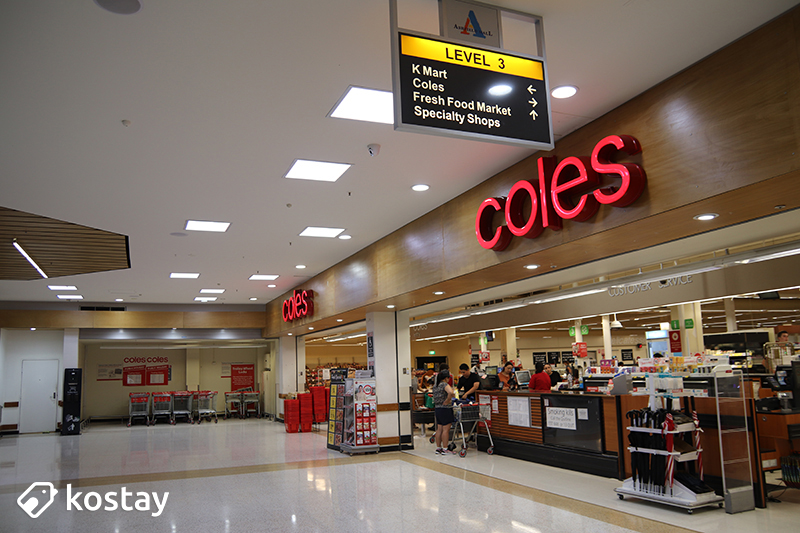 LEVEL 3
K Mart
Coles
Fresh Food Market
Specialty Shops
coles
coles
CUSTOMER SERVICE
coles coles
kostay